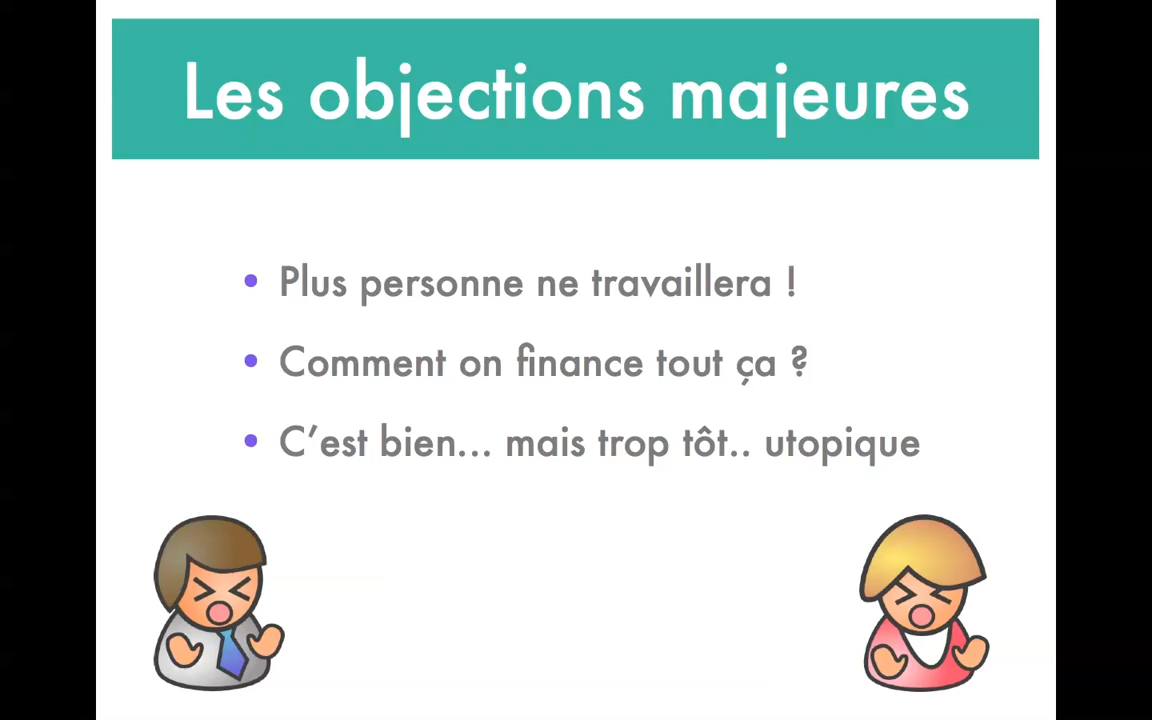 Les objections majeures
• Plus personne ne travaillera !
• Comment on finance tout ça ?
• C’est bien... mais trop tôt.. utopique